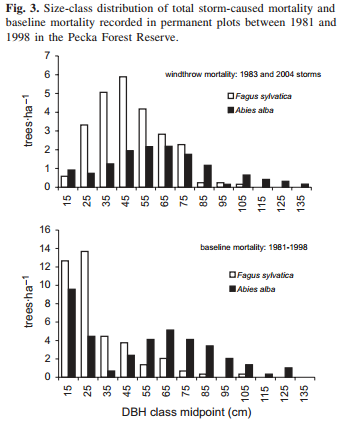 Fig. 3. Size-class distribution of total storm-caused mortality and
baseline mortality recorded in permanent plots between 1981 and
1998 in the Pecka Forest Reserve.
7
6
5
4
3
2
1
0
trees·ha−1
windthrow mortality: 1983 and 2004 storms
Fagus sylvatica
Abies alba
15 25 35 45 55 65 75 85 95 105 115 125 135
16
14
12
10
8
6
4
2
0
trees·ha−1
baseline mortality: 1981-1998
Fagus sylvatica
Abies alba
15 25 35 45 55 65 75 85 95 105 115 125 135
DBH class midpoint (cm)